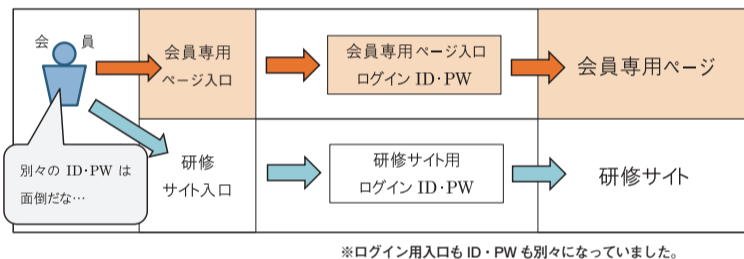 会 員
会員専用
ページ入口
会員専用ページ入口
ログイン ID・PW
会員専用ページ
別々の ID・PW は
面倒だな…
研修
サイト入口
研修サイト用
ログイン ID・PW
研修サイト
※ログイン用入口も ID・PW も別々になっていました。